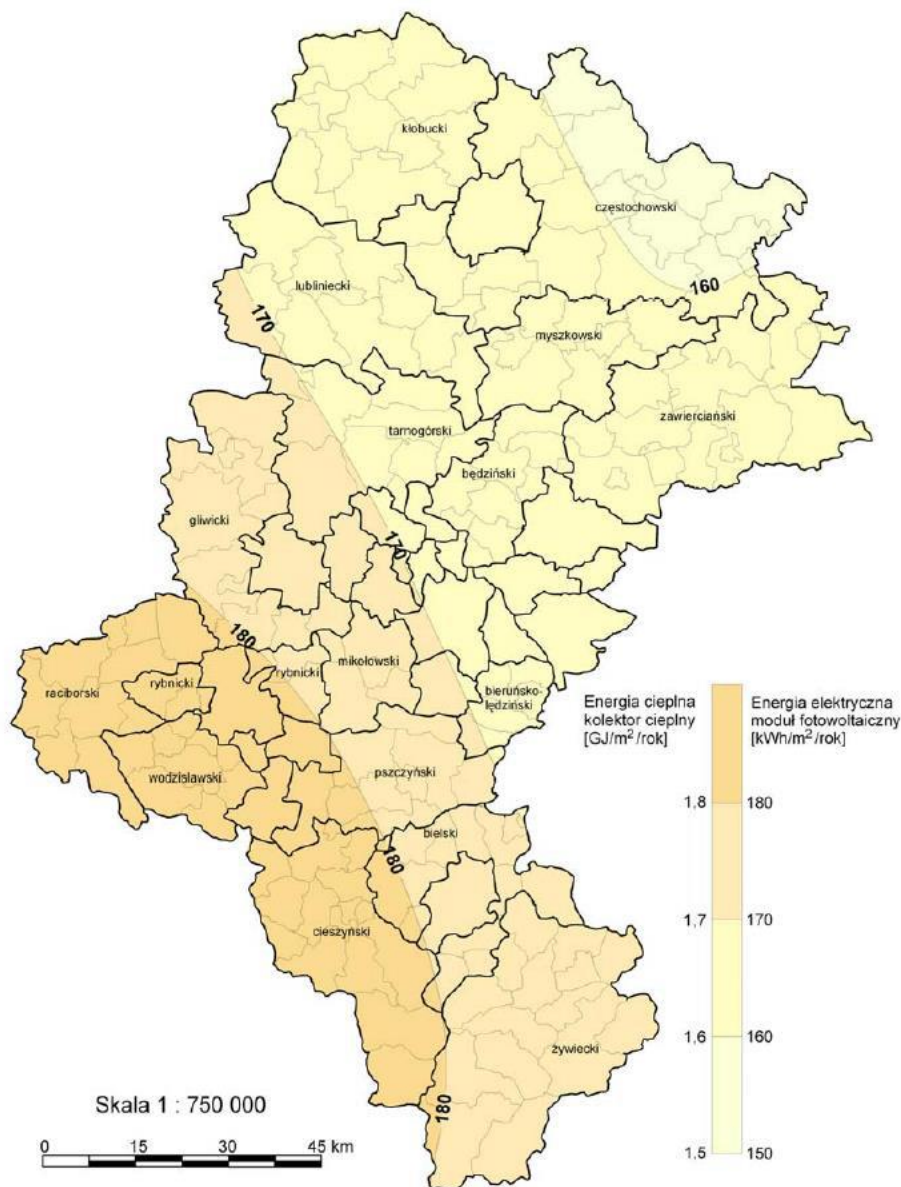 kłobucki
częstochowski
160
lubliniecki
170
myszkowski
zawierciański
tarnogórski
będziński
gliwicki
170
180
mikołowski
rybnicki
raciborski
rybnicki
bieruńsko-
lędziński
Energia cieplna
kolektor cieplny
[GJ/m²/rok]
Energia elektryczna
moduł fotowoltaiczny
[kWh/m²/rok]
wodzisławski
pszczyński
1,8
180
bielski
180
cieszyński
1,7
170
1,6
160
żywiecki
180
1,5
150
Skala 1 : 750 000
0 15 30 45 km